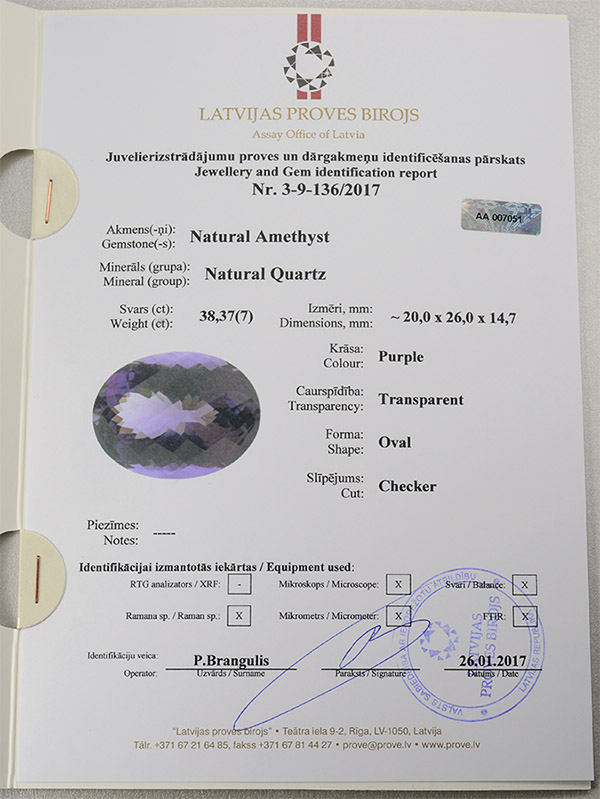 LATVIJAS PROVES BIROJS
Assay Office of Latvia
Juvelierizstrādājumu proves un dārgakmeņu identificēšanas pārskats
Jewellery and Gem identification report
Nr. 3-9-136/2017
AA 007051
Akmens(-ņi):
Gemstone(-s): Natural Amethyst
Minerāls (grupa):
Mineral (group): Natural Quartz
Svars (ct):
Weight (ct): 38,37(7)
Izmēri, mm:
Dimensions, mm: ~ 20,0 x 26,0 x 14,7
Krāsa:
Colour: Purple
Caurspīdība:
Transparency: Transparent
Forma:
Shape: Oval
Slīpējums:
Cut: Checker
Piezīmes:
Notes: -----
Identifikācijai izmantotās iekārtas / Equipment used:
RTG analizators / XRF: - Mikroskops / Microscope: X Svari / Balance: X
Ramana sp. / Raman sp.: X Mikrometrs / Micrometer: X FTIR: X
Identifikāciju veica:
Operator:
P.Brangulis
Uzvārds / Surname
Paraksts / Signature
26.01.2017
Datums / Date
LATVIJAS
PROVES BIROJS
"Latvijas proves birojs" • Teātra iela 9-2, Rīga, LV-1050, Latvija
Tālr. +371 67 21 64 85, fakss +371 67 81 44 27 • prove@prove.lv • www.prove.lv